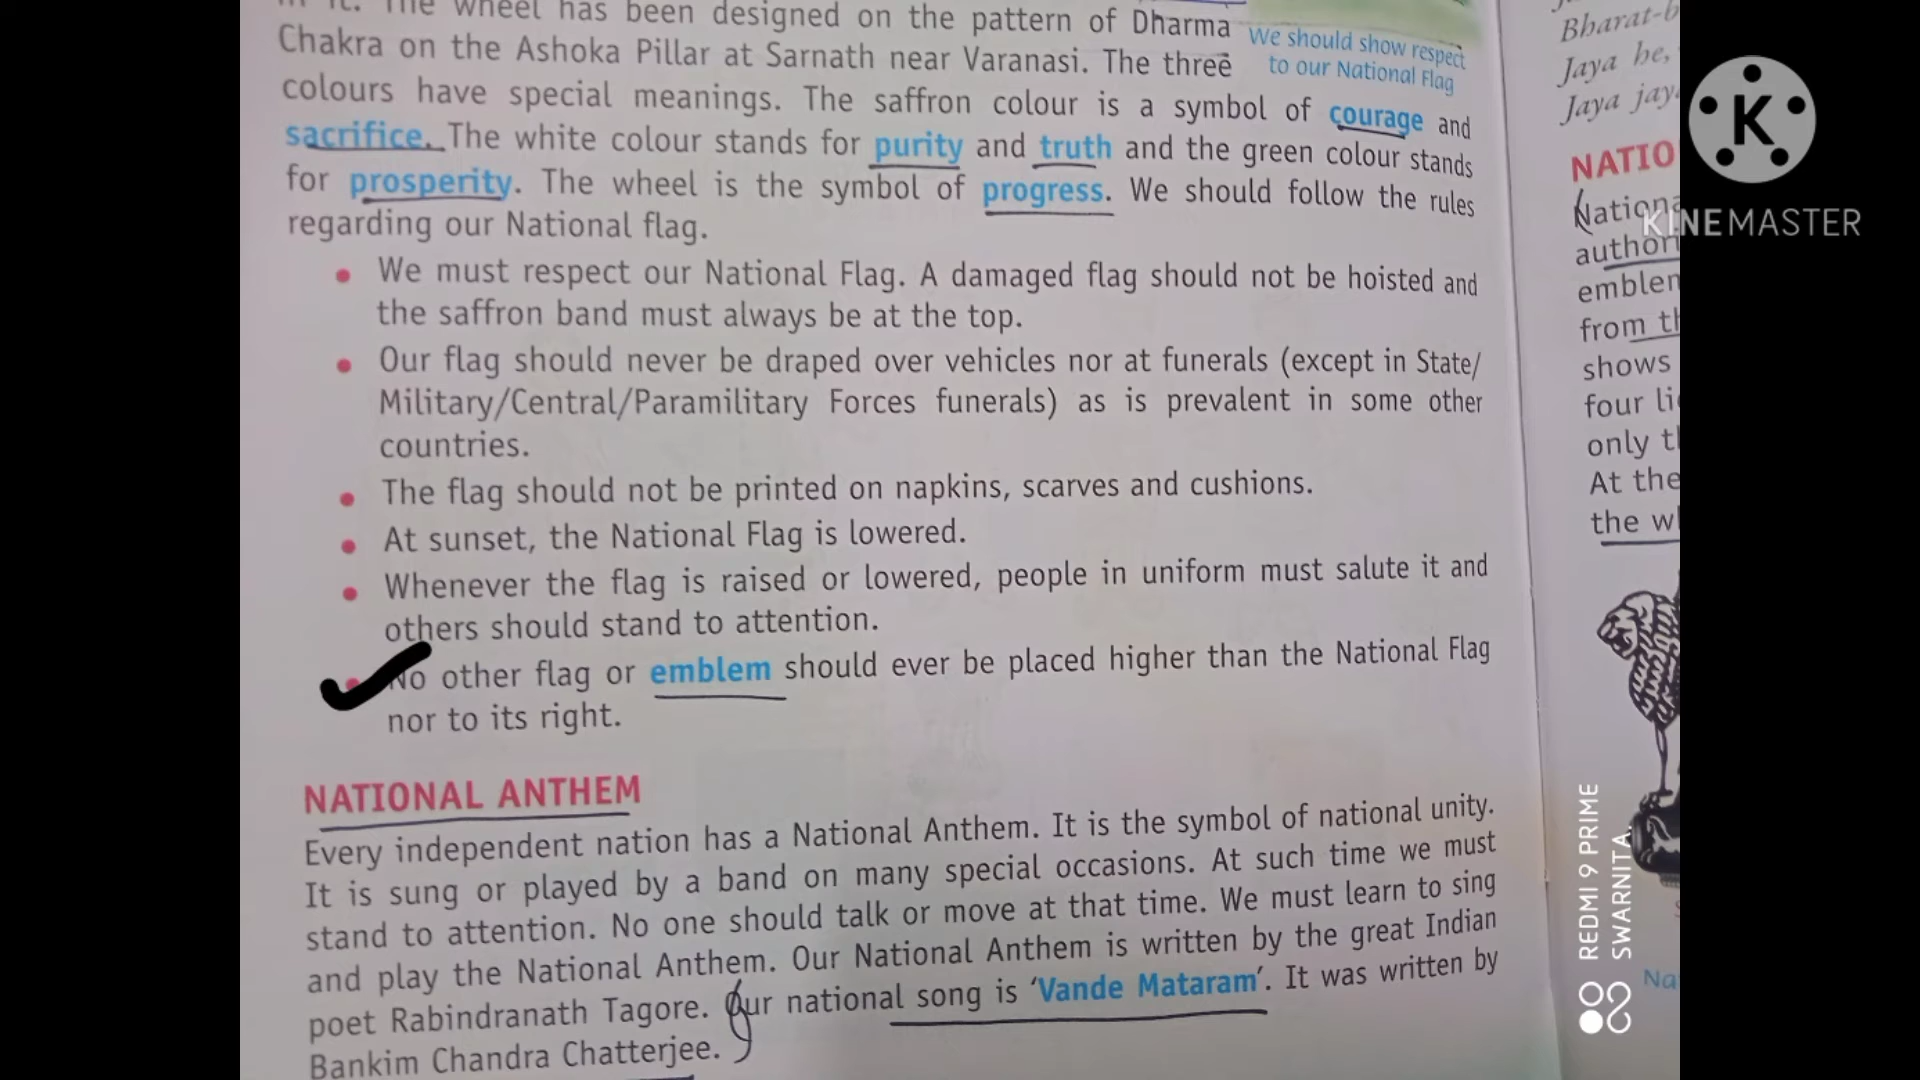 in it. The wheel has been designed on the pattern of Dharma
Chakra on the Ashoka Pillar at Sarnath near Varanasi. The three
colours have special meanings. The saffron colour is a symbol of courage and
sacrifice. The white colour stands for purity and truth and the green colour stands
for prosperity. The wheel is the symbol of progress. We should follow the rules
regarding our National flag.
We should show respect
to our National Flag
• We must respect our National Flag. A damaged flag should not be hoisted and
the saffron band must always be at the top.
• Our flag should never be draped over vehicles nor at funerals (except in State/
Military/Central/Paramilitary Forces funerals) as is prevalent in some other
countries.
• The flag should not be printed on napkins, scarves and cushions.
• At sunset, the National Flag is lowered.
• Whenever the flag is raised or lowered, people in uniform must salute it and
others should stand to attention.
• No other flag or emblem should ever be placed higher than the National Flag
nor to its right.
NATIONAL ANTHEM
Every independent nation has a National Anthem. It is the symbol of national unity.
It is sung or played by a band on many special occasions. At such time we must
stand to attention. No one should talk or move at that time. We must learn to sing
and play the National Anthem. Our National Anthem is written by the great Indian
poet Rabindranath Tagore. Our national song is ‘Vande Mataram’. It was written by
Bankim Chandra Chatterjee.
Bharat-b
Jaya he,
Jaya jay
NATIO
Nationa
author
emblem
from th
shows
four li
only t
At the
the w
Na
K
KINEMASTER
REDMI 9 PRIME
SWARNITA